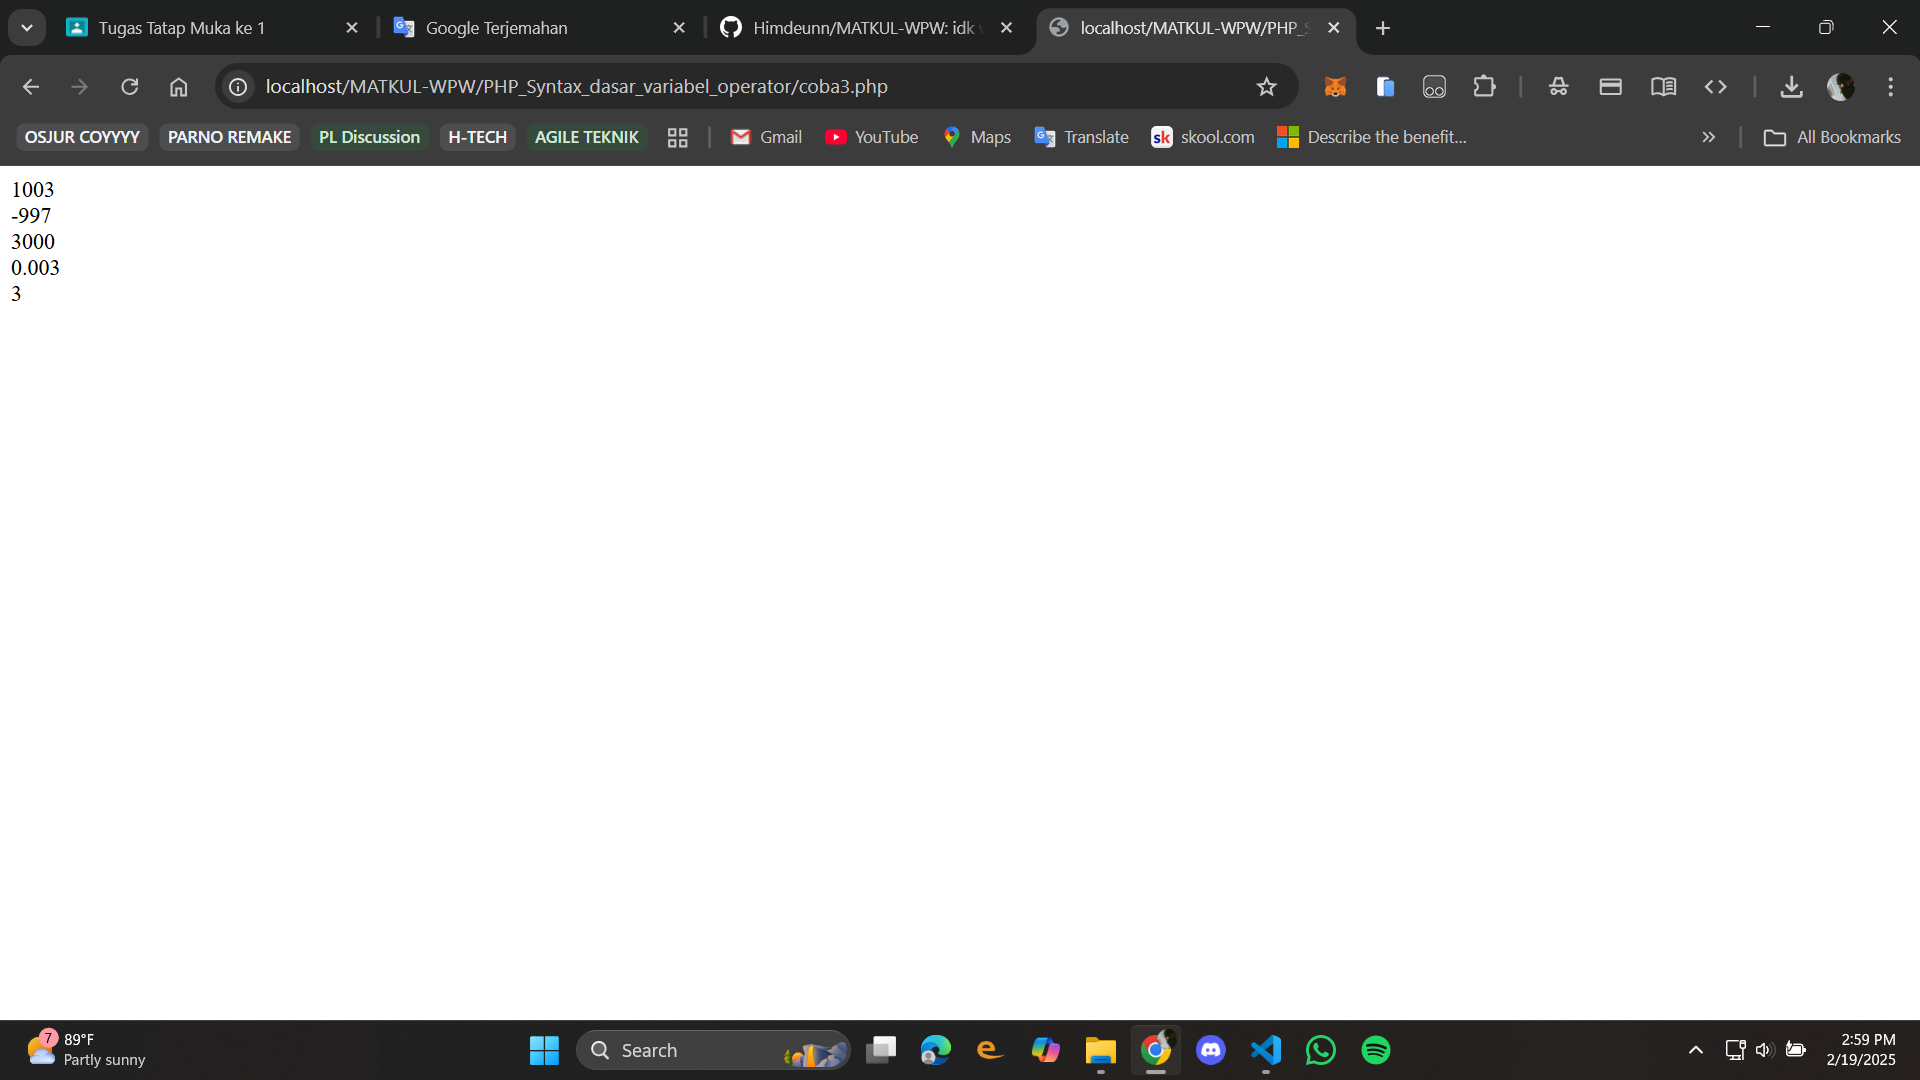 Tugas Tatap Muka ke 1
Google Terjemahan
Himdeunn/MATKUL-WPW: idk
localhost/MATKUL-WPW/PHP_S
localhost/MATKUL-WPW/PHP_Syntax_dasar_variabel_operator/coba3.php
OSJUR COYYYY
PARNO REMAKE
PL Discussion
H-TECH
AGILE TEKNIK
Gmail
YouTube
Maps
Translate
sk skool.com
Describe the benefit...
All Bookmarks
1003
-997
3000
0.003
3
7
89°F
Partly sunny
Search
2:59 PM
2/19/2025